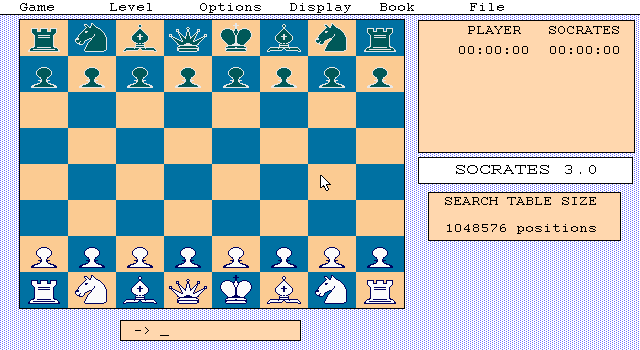 Game Level Options Display Book File
PLAYER SOCRATES
00:00:00 00:00:00
SOCRATES 3.0
SEARCH TABLE SIZE
1048576 positions
-> _